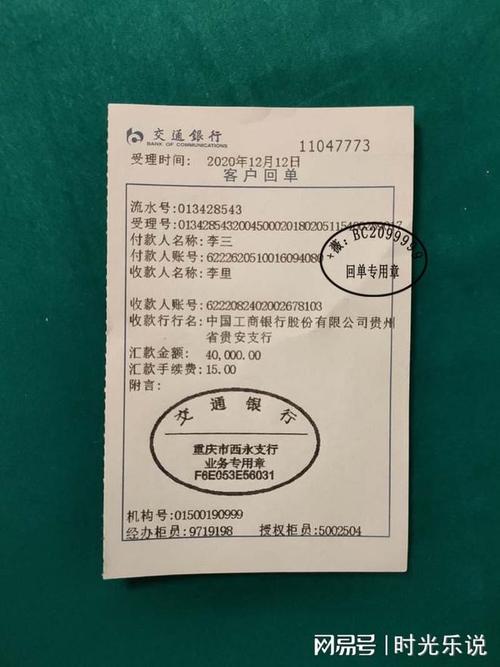 交通银行
BANK OF COMMUNICATIONS
11047773
受理时间: 2020年12月12日
客户回单
流水号:013428543
受理号:013428543200450002018020511540
付款人名称:李三
付款人账号:6222620510016094080
收款人名称:李里
+薇: BC2099999
回单专用章
收款人账号:6222082402002678103
收款行行名:中国工商银行股份有限公司贵州
省贵安支行
汇款金额: 40,000.00
汇款手续费:15.00
附言:
交通银行
重庆市西永支行
业务专用章
F6E053E56031
机构号:01500190999
经办柜员:9719198 授权柜员:5002504
网易号 | 时光乐说